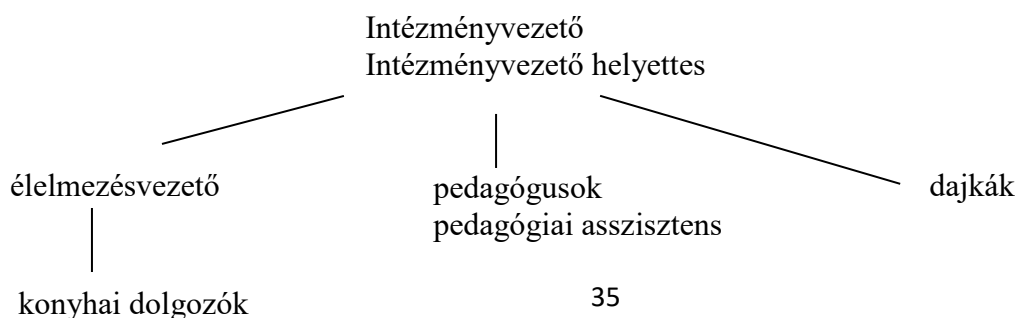 Intézményvezető
Intézményvezető helyettes
élelmezésvezető
pedagógusok
pedagógiai asszisztens
dajkák
konyhai dolgozók
35